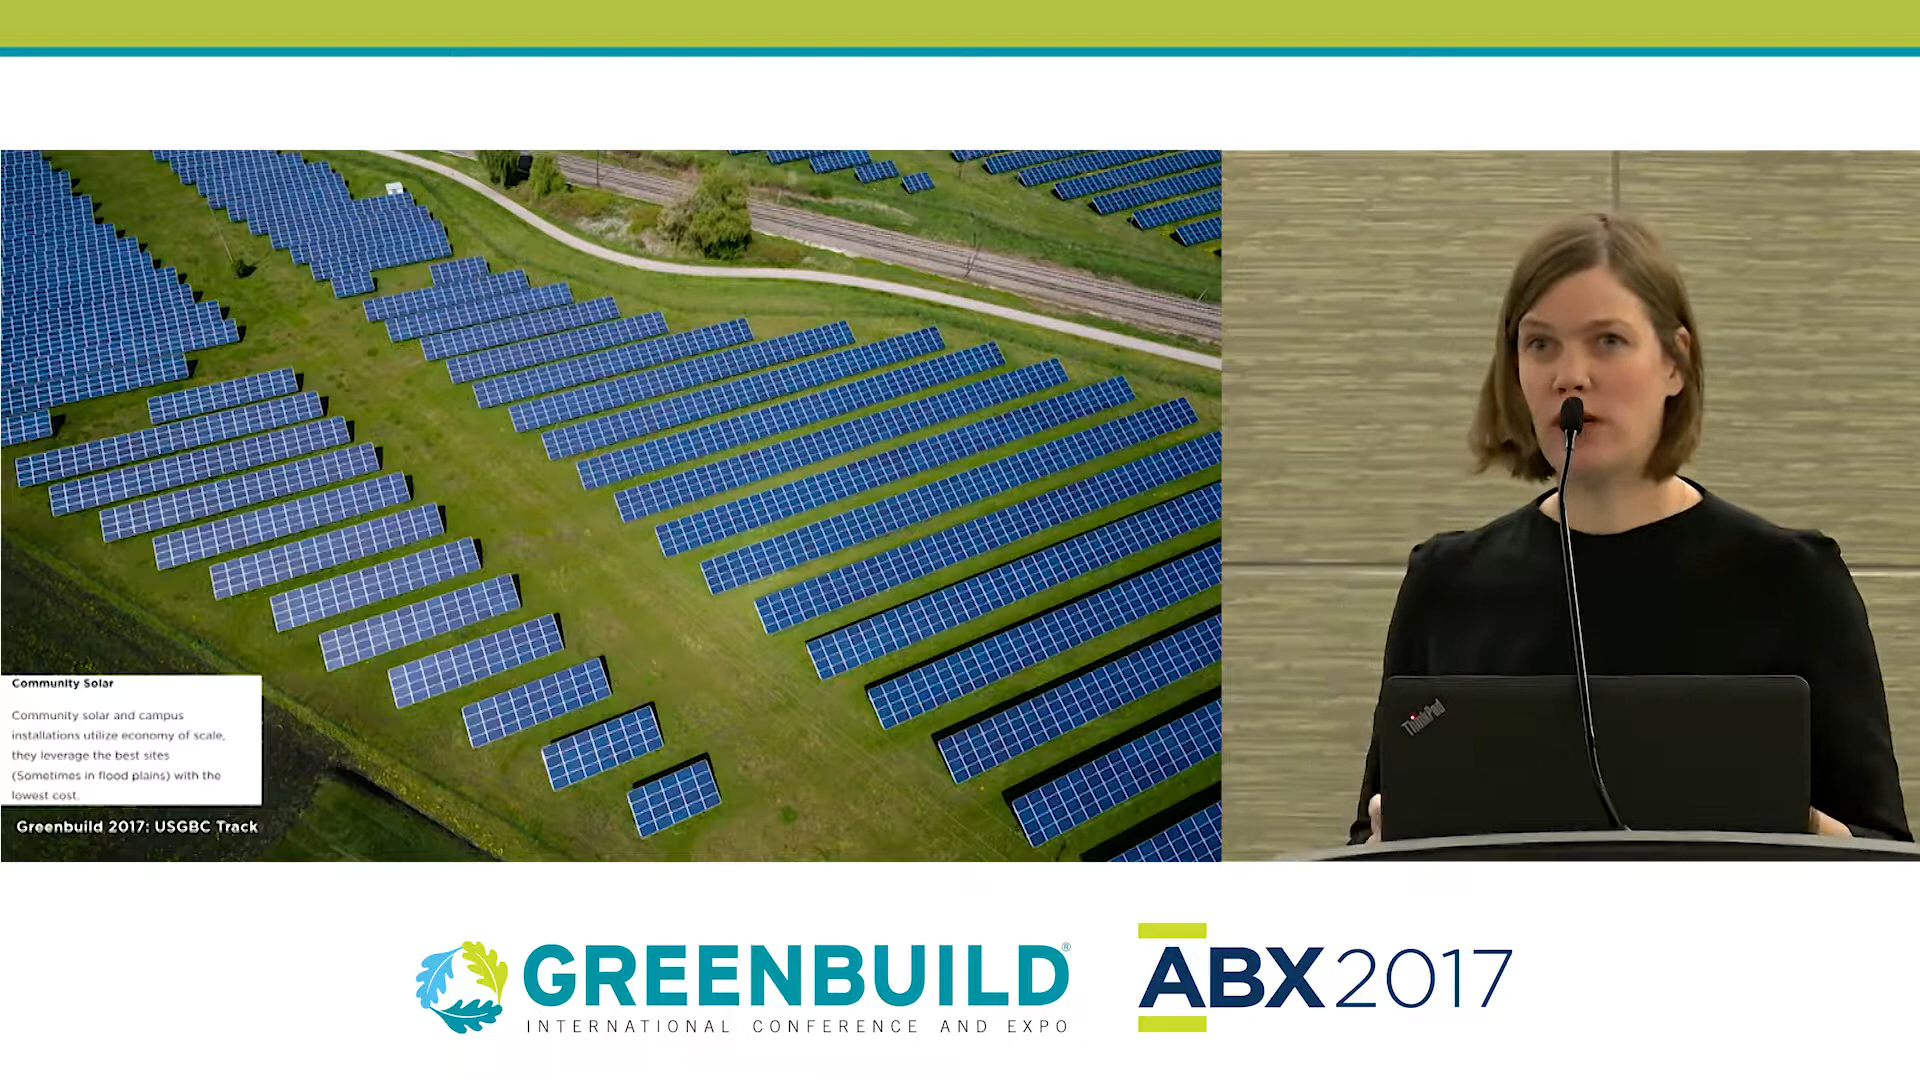 Community Solar
Community solar and campus
installations utilize economy of scale,
they leverage the best sites
(Sometimes in flood plains) with the
lowest cost.
Greenbuild 2017: USGBC Track
ThinkPad
GREENBUILD®
INTERNATIONAL CONFERENCE AND EXPO
ABX2017